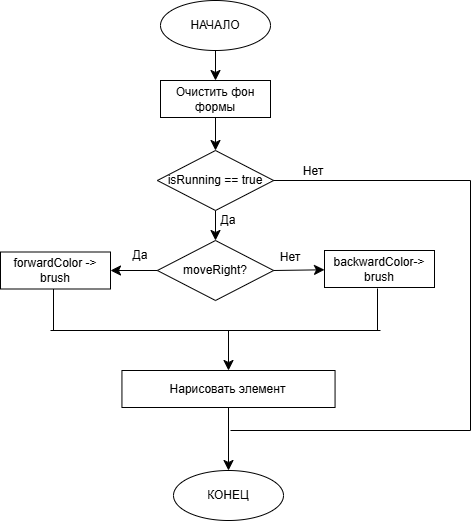 НАЧАЛО
Очистить фон
формы
isRunning == true
Нет
Да
moveRight?
Да
forwardColor ->
brush
Нет
backwardColor->
brush
Нарисовать элемент
КОНЕЦ